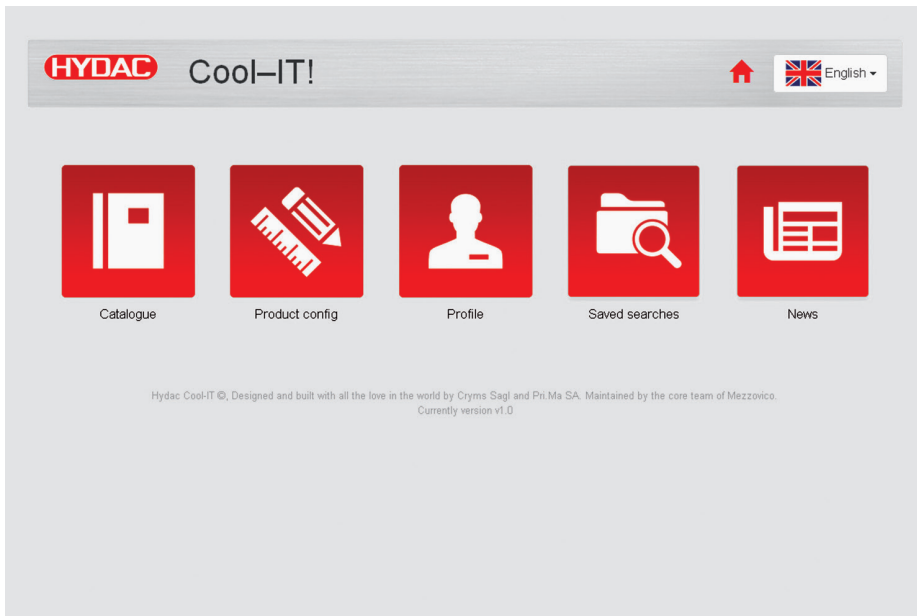 HYDAC Cool–IT!
English
Catalogue Product config Profile Saved searches News
Hydac Cool-IT ©, Designed and built with all the love in the world by Cryms Sagl and Pri.Ma SA. Maintained by the core team of Mezzovico.
Currently version v1.0